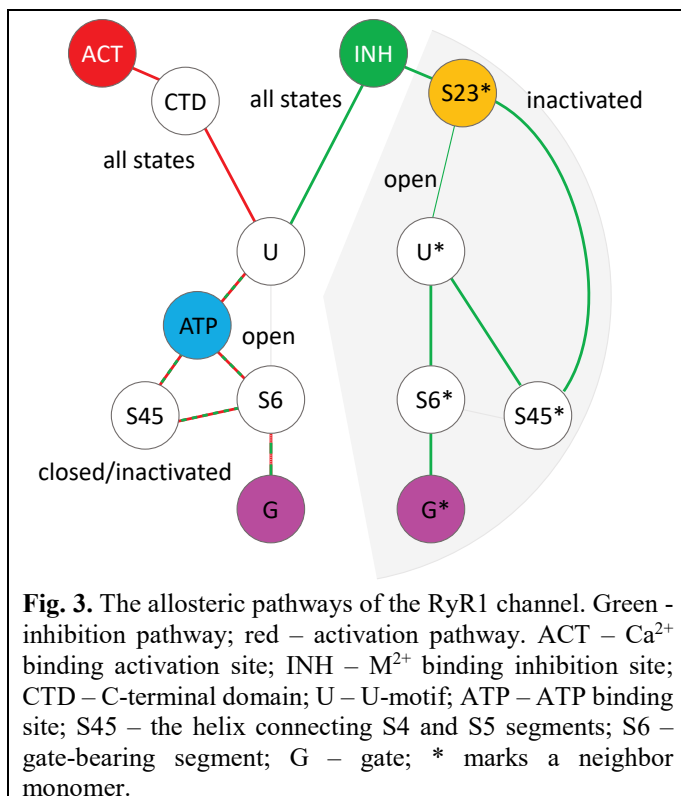 ACT
INH
CTD
S23*
all states
inactivated
all states
open
U
U*
ATP
open
S45
S6
S6*
S45*
closed/inactivated
G
G*
Fig. 3. The allosteric pathways of the RyR1 channel. Green -
inhibition pathway; red – activation pathway. ACT – Ca²⁺
binding activation site; INH – M²⁺ binding inhibition site;
CTD – C-terminal domain; U – U-motif; ATP – ATP binding
site; S45 – the helix connecting S4 and S5 segments; S6 –
gate-bearing segment; G – gate; * marks a neighbor
monomer.